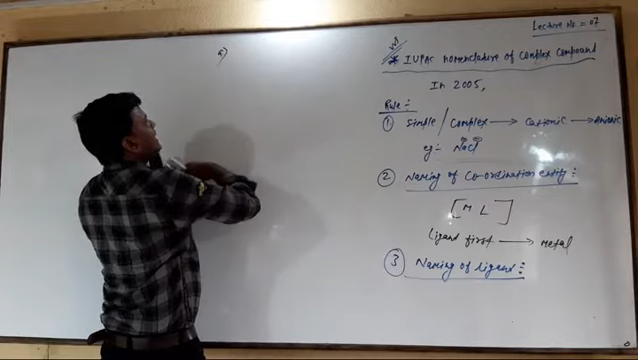 Lecture No = 07
* IUPAC nomenclature of Complex Compound
In 2005,
Rule :-
① Simple / Complex → Cationic → Anionic
eg:- NaCl
② Naming of Co-ordination entity :-
[M L]
Ligand first → metal
③ Naming of ligand :-